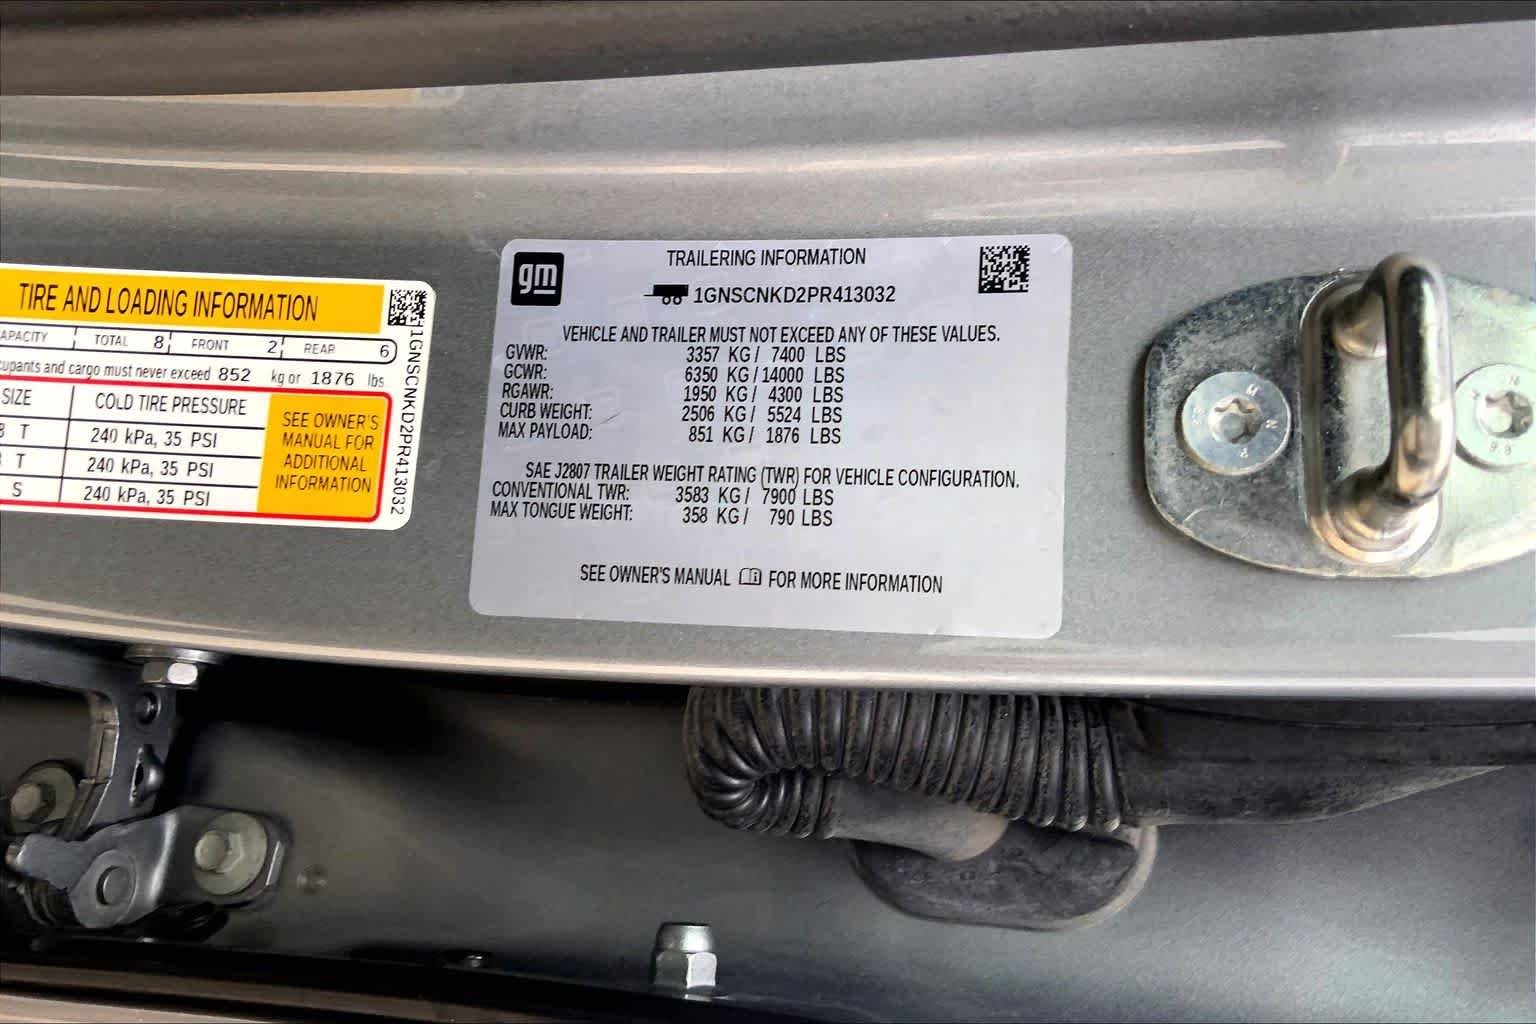 TIRE AND LOADING INFORMATION
APACITY TOTAL 8 FRONT 2 REAR 6
cupants and cargo must never exceed 852 kg or 1876 lbs
SIZE COLD TIRE PRESSURE
T 240 kPa, 35 PSI
T 240 kPa, 35 PSI
S 240 kPa, 35 PSI
SEE OWNER'S
MANUAL FOR
ADDITIONAL
INFORMATION
1GNSCNKD2PR413032
gm
TRAILERING INFORMATION
1GNSCNKD2PR413032
VEHICLE AND TRAILER MUST NOT EXCEED ANY OF THESE VALUES.
GVWR: 3357 KG / 7400 LBS
GCWR: 6350 KG / 14000 LBS
RGAWR: 1950 KG / 4300 LBS
CURB WEIGHT: 2506 KG / 5524 LBS
MAX PAYLOAD: 851 KG / 1876 LBS
SAE J2807 TRAILER WEIGHT RATING (TWR) FOR VEHICLE CONFIGURATION.
CONVENTIONAL TWR: 3583 KG / 7900 LBS
MAX TONGUE WEIGHT: 358 KG / 790 LBS
SEE OWNER'S MANUAL FOR MORE INFORMATION